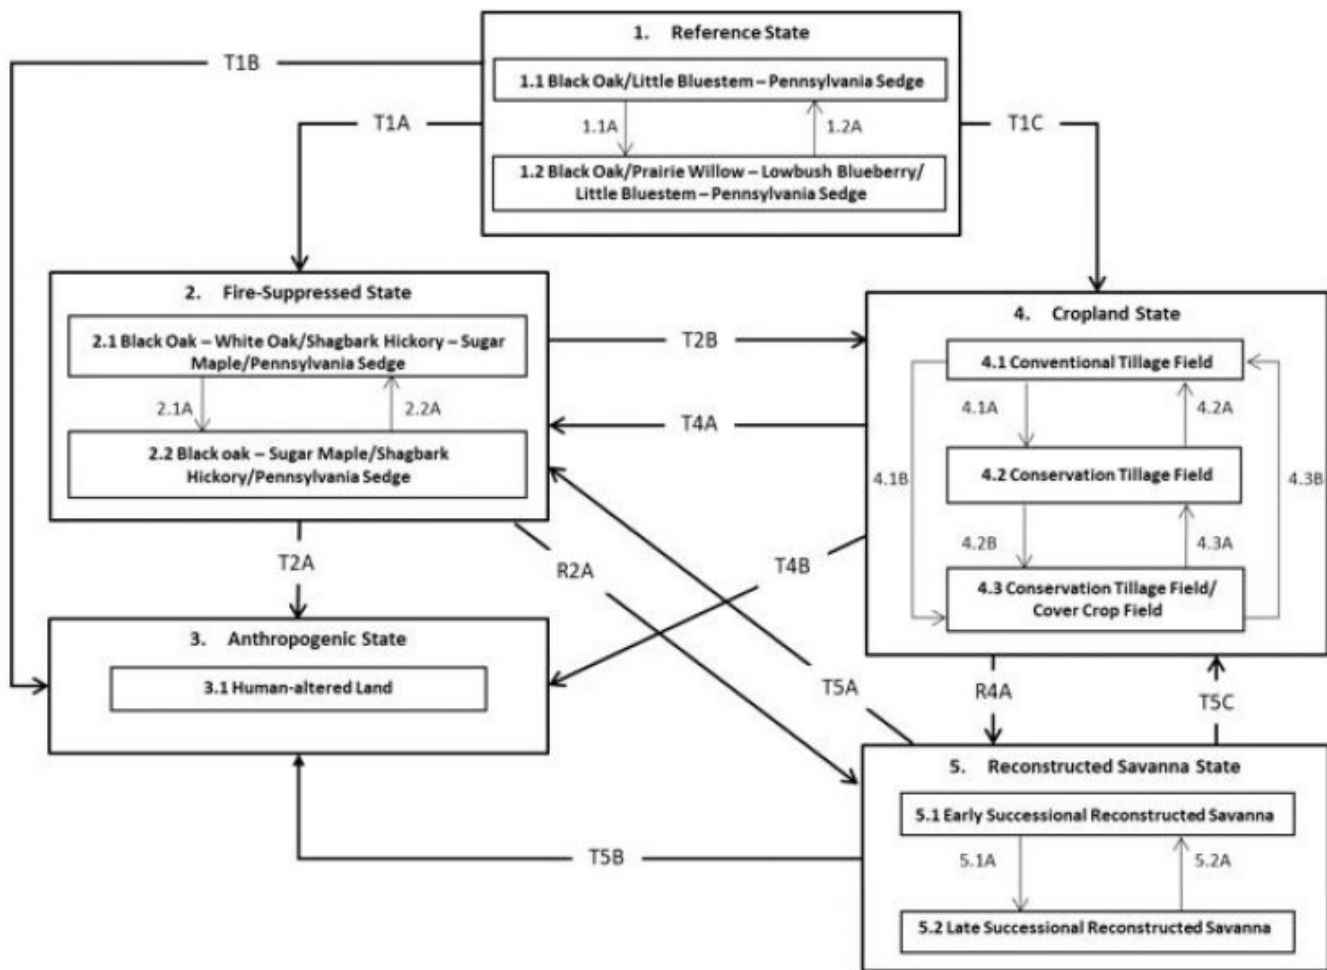 1. Reference State
T1B
1.1 Black Oak/Little Bluestem – Pennsylvania Sedge
T1A
1.1A
1.2A
T1C
1.2 Black Oak/Prairie Willow – Lowbush Blueberry/
Little Bluestem – Pennsylvania Sedge
2. Fire-Suppressed State
2.1 Black Oak – White Oak/Shagbark Hickory – Sugar
Maple/Pennsylvania Sedge
2.1A
2.2A
2.2 Black oak – Sugar Maple/Shagbark
Hickory/Pennsylvania Sedge
T2B
T4A
4. Cropland State
4.1 Conventional Tillage Field
4.1A
4.2A
4.1B
4.2 Conservation Tillage Field
4.3B
4.2B
4.3A
4.3 Conservation Tillage Field/
Cover Crop Field
T2A
R2A
T4B
3. Anthropogenic State
3.1 Human-altered Land
T5A
R4A
T5C
5. Reconstructed Savanna State
5.1 Early Successional Reconstructed Savanna
T5B
5.1A
5.2A
5.2 Late Successional Reconstructed Savanna